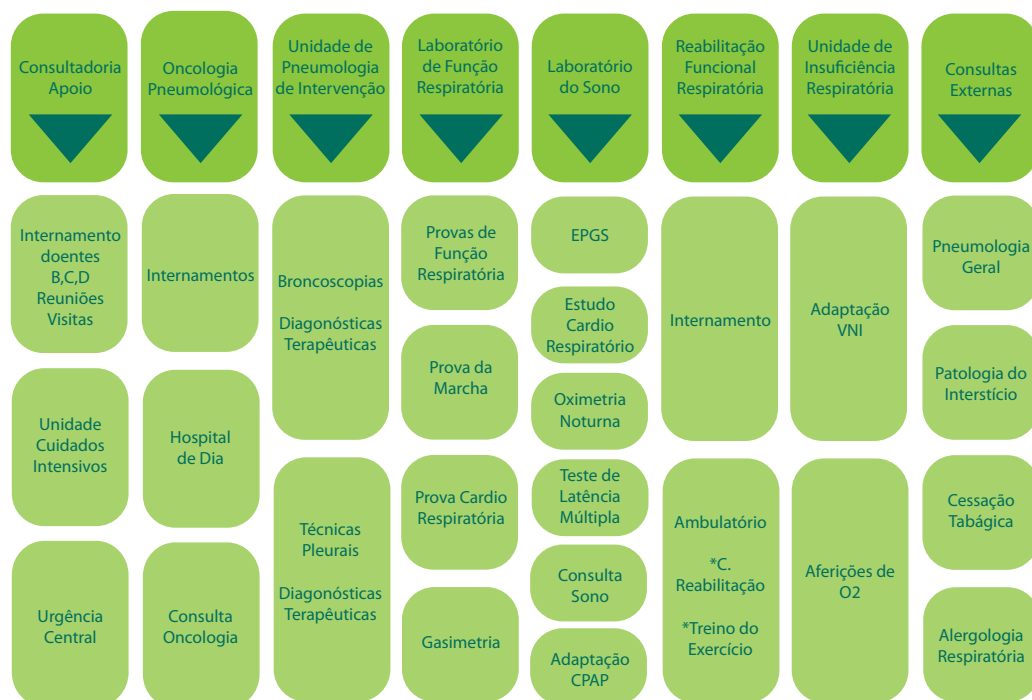 Consultadoria
Apoio
Oncologia
Pneumológica
Unidade de
Pneumologia
de Intervenção
Laboratório
de Função
Respiratória
Laboratório
do Sono
Reabilitação
Funcional
Respiratória
Unidade de
Insuficiência
Respiratória
Consultas
Externas
Internamento
doentes
B,C,D
Reuniões
Visitas
Unidade
Cuidados
Intensivos
Urgência
Central
Internamentos
Hospital
de Dia
Consulta
Oncologia
Broncoscopias
Diagonósticas
Terapêuticas
Técnicas
Pleurais
Diagonósticas
Terapêuticas
Provas de
Função
Respiratória
Prova da
Marcha
Prova Cardio
Respiratória
Gasimetria
EPGS
Estudo
Cardio
Respiratório
Oximetria
Noturna
Teste de
Latência
Múltipla
Consulta
Sono
Adaptação
CPAP
Internamento
Ambulatório
*C.
Reabilitação
*Treino do
Exercício
Adaptação
VNI
Aferições de
O2
Pneumologia
Geral
Patologia do
Interstício
Cessação
Tabágica
Alergologia
Respiratória